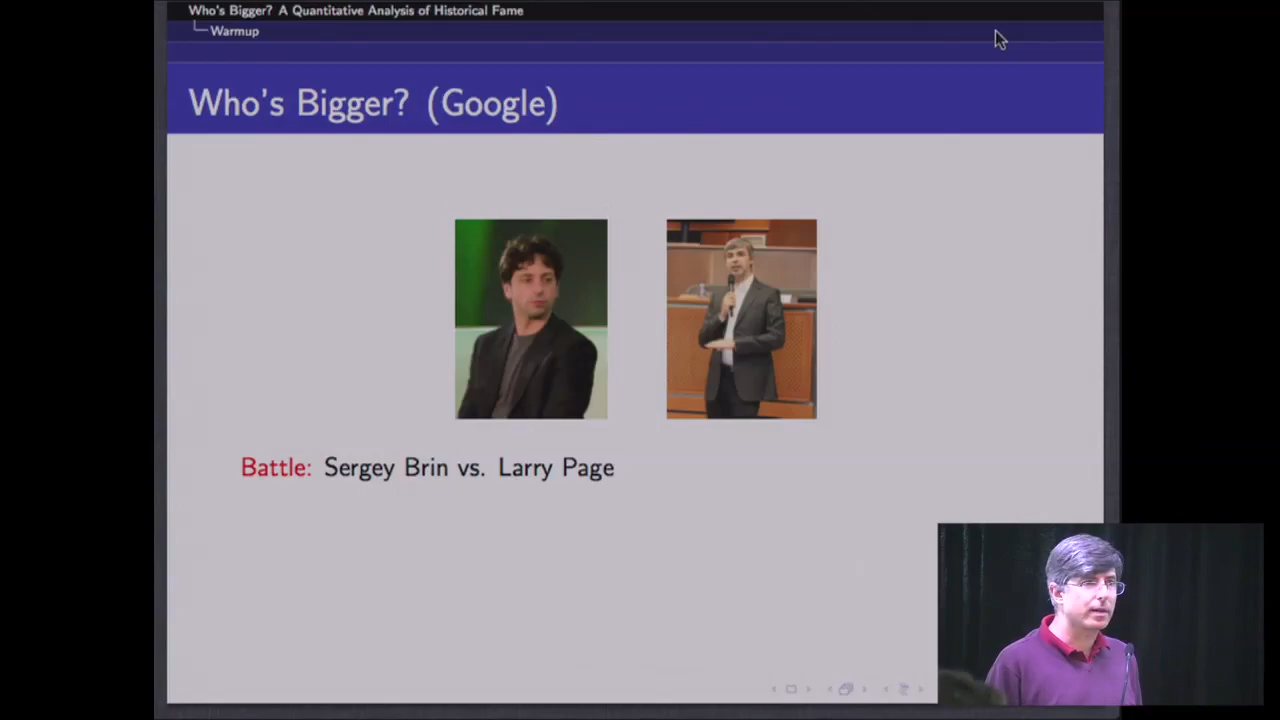 Who's Bigger? A Quantitative Analysis of Historical Fame
Warmup
Who's Bigger? (Google)
Battle: Sergey Brin vs. Larry Page